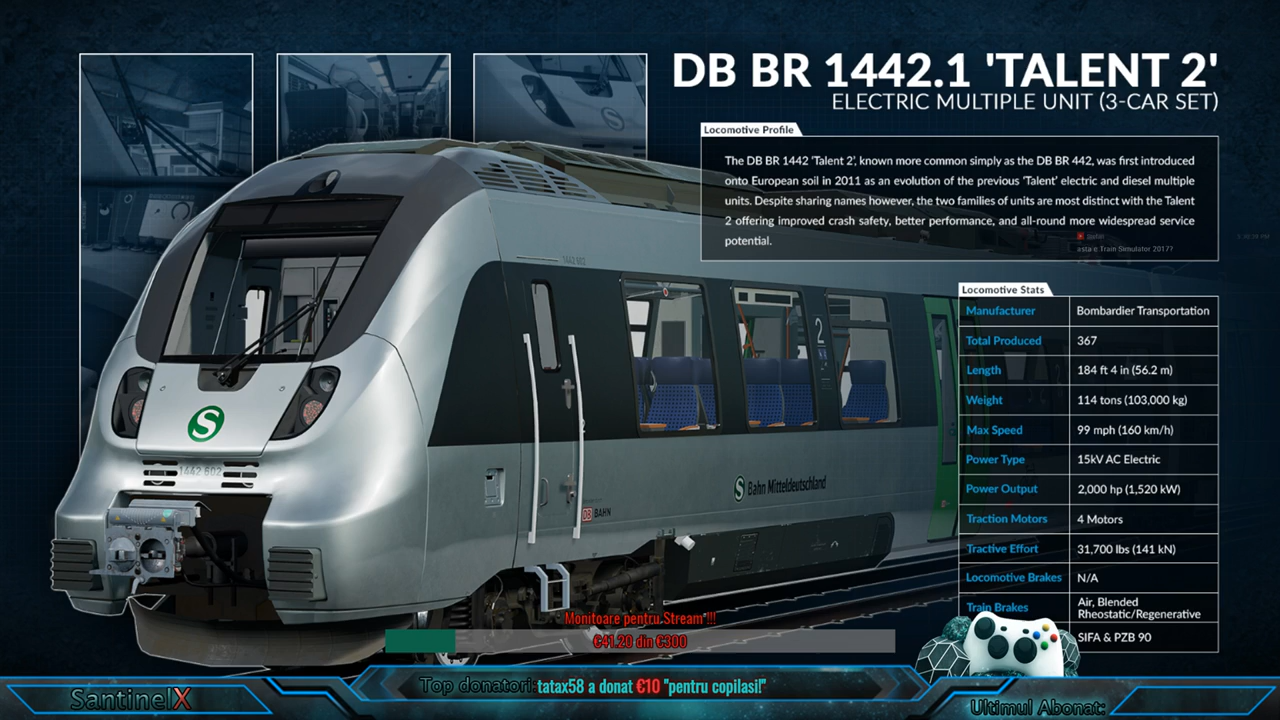 DB BR 1442.1 'TALENT 2'
ELECTRIC MULTIPLE UNIT (3-CAR SET)
Locomotive Profile
The DB BR 1442 'Talent 2', known more common simply as the DB BR 442, was first introduced
onto European soil in 2011 as an evolution of the previous 'Talent' electric and diesel multiple
units. Despite sharing names however, the two families of units are most distinct with the Talent
2 offering improved crash safety, better performance, and all-round more widespread service
potential.
asta e Train Simulator 2017?
Locomotive Stats
Manufacturer Bombardier Transportation
Total Produced 367
Length 184 ft 4 in (56.2 m)
Weight 114 tons (103,000 kg)
Max Speed 99 mph (160 km/h)
Power Type 15kV AC Electric
Power Output 2,000 hp (1,520 kW)
Traction Motors 4 Motors
Tractive Effort 31,700 lbs (141 kN)
Locomotive Brakes N/A
Train Brakes Air, Blended
Rheostatic/Regenerative
SIFA & PZB 90
1442 602
2
S
1442 602
S Bahn Mitteldeutschland
DB BAHN
Monitoare pentru Stream !!!
€41.20 din €300
Top donatori: tatax58 a donat €10 "pentru copilasi!"
SantinelX
Ultimul Abonat: